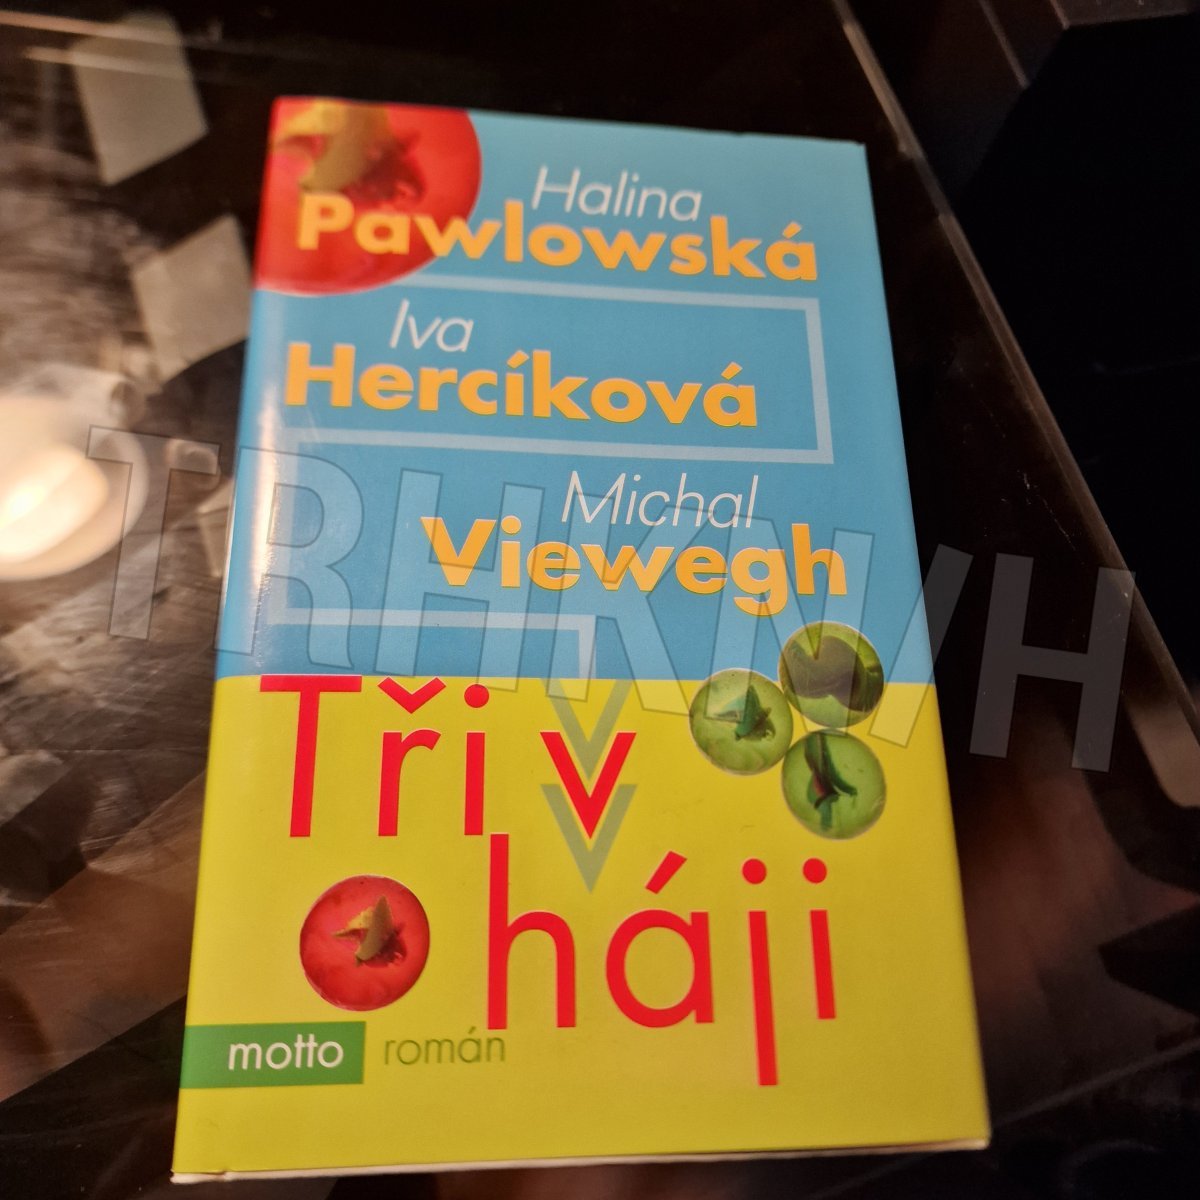 Halina
Pawlowská
Iva
Hercíková
Michal
Viewegh
TRHKNIH
Tři v
háji
motto román